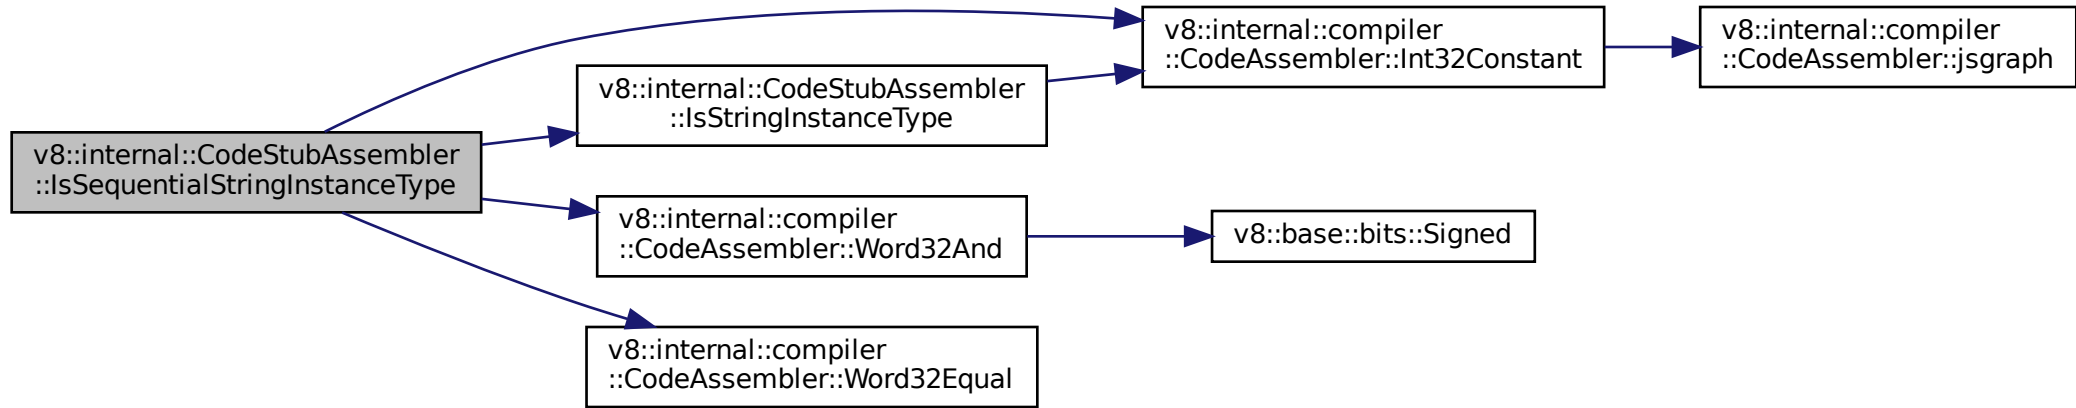 v8::internal::CodeStubAssembler
::IsSequentialStringInstanceType
v8::internal::CodeStubAssembler
::IsStringInstanceType
v8::internal::compiler
::CodeAssembler::Int32Constant
v8::internal::compiler
::CodeAssembler::jsgraph
v8::internal::compiler
::CodeAssembler::Word32And
v8::base::bits::Signed
v8::internal::compiler
::CodeAssembler::Word32Equal